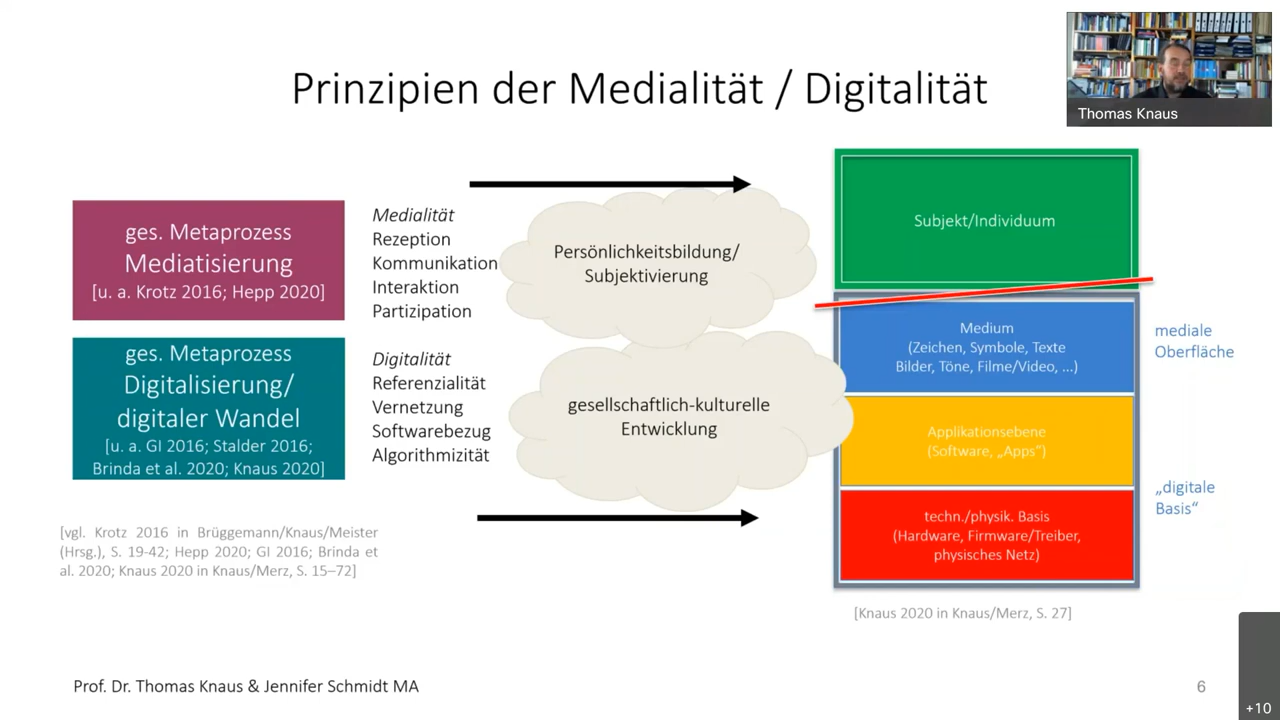 Prinzipien der Medialität / Digitalität
Thomas Knaus
ges. Metaprozess
Mediatisierung
[u. a. Krotz 2016; Hepp 2020]
ges. Metaprozess
Digitalisierung/
digitaler Wandel
[u. a. GI 2016; Stalder 2016;
Brinda et al. 2020; Knaus 2020]
[vgl. Krotz 2016 in Brüggemann/Knaus/Meister
(Hrsg.), S. 19-42; Hepp 2020; GI 2016; Brinda et
al. 2020; Knaus 2020 in Knaus/Merz, S. 15–72]
Medialität
Rezeption
Kommunikation
Interaktion
Partizipation
Digitalität
Referenzialität
Vernetzung
Softwarebezug
Algorithmizität
Persönlichkeitsbildung/
Subjektivierung
gesellschaftlich-kulturelle
Entwicklung
Subjekt/Individuum
Medium
(Zeichen, Symbole, Texte
Bilder, Töne, Filme/Video, ...)
Applikationsebene
(Software, „Apps")
techn./physik. Basis
(Hardware, Firmware/Treiber,
physisches Netz)
mediale
Oberfläche
„digitale
Basis"
[Knaus 2020 in Knaus/Merz, S. 27]
Prof. Dr. Thomas Knaus & Jennifer Schmidt MA
6
+10